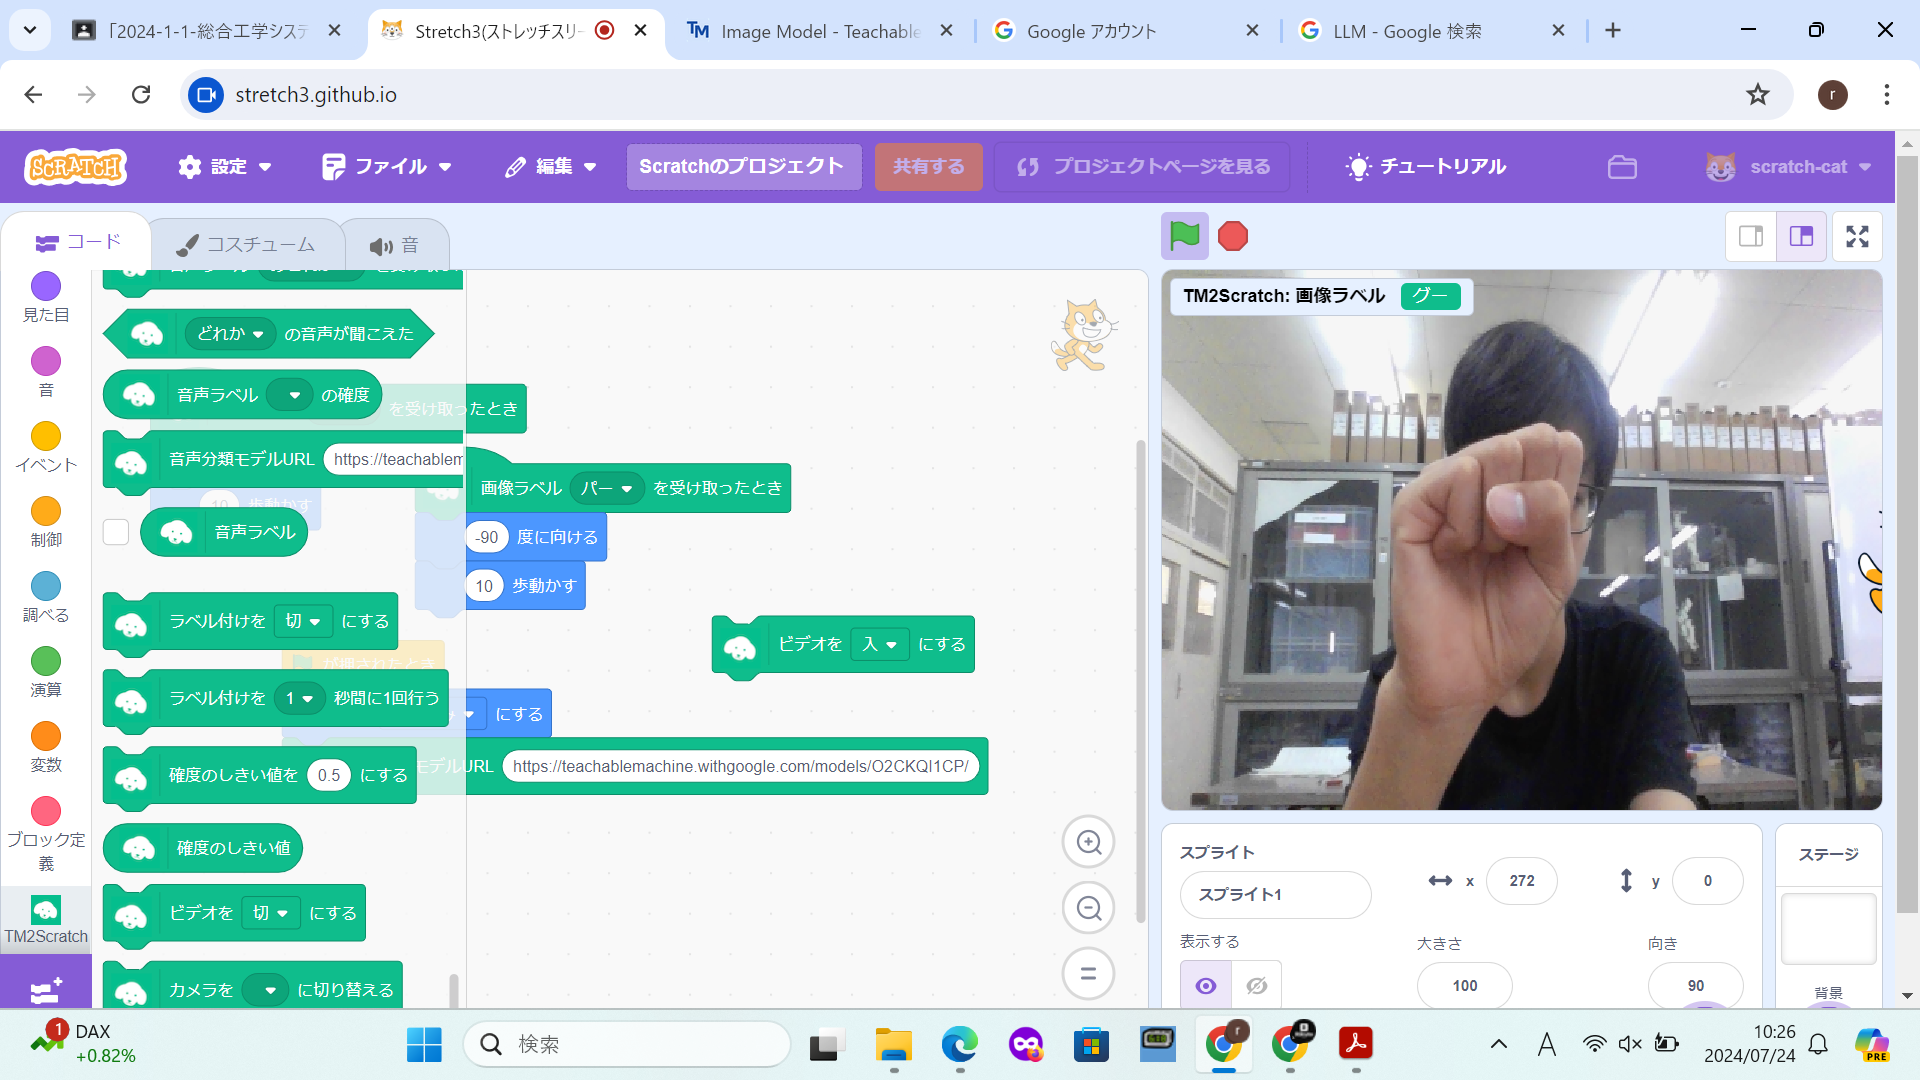 「2024-1-1-総合工学システ
Stretch3(ストレッチスリー
Image Model - Teachable
Google アカウント
LLM - Google 検索
stretch3.github.io
r
SCRATCH
設定
ファイル
編集
Scratchのプロジェクト
共有する
プロジェクトページを見る
チュートリアル
scratch-cat
コード
コスチューム
音
見た目
音
イベント
制御
調べる
演算
変数
ブロック定
義
TM2Scratch
どれか の音声が聞こえた
音声ラベル の確度
音声分類モデルURL https://teachablem
音声ラベル
ラベル付けを 切 にする
ラベル付けを 1 秒間に1回行う
確度のしきい値を 0.5 にする
確度のしきい値
ビデオを 切 にする
カメラを に切り替える
を受け取ったとき
10 歩動かす
画像ラベル パー を受け取ったとき
-90 度に向ける
10 歩動かす
ビデオを 入 にする
が押されたとき
にする
モデルURL https://teachablemachine.withgoogle.com/models/O2CKQI1CP/
TM2Scratch: 画像ラベル グー
スプライト
スプライト1
x 272
y 0
表示する
大きさ
100
向き
90
ステージ
背景
1
DAX
+0.82%
検索
r
A
10:26
2024/07/24
PRE